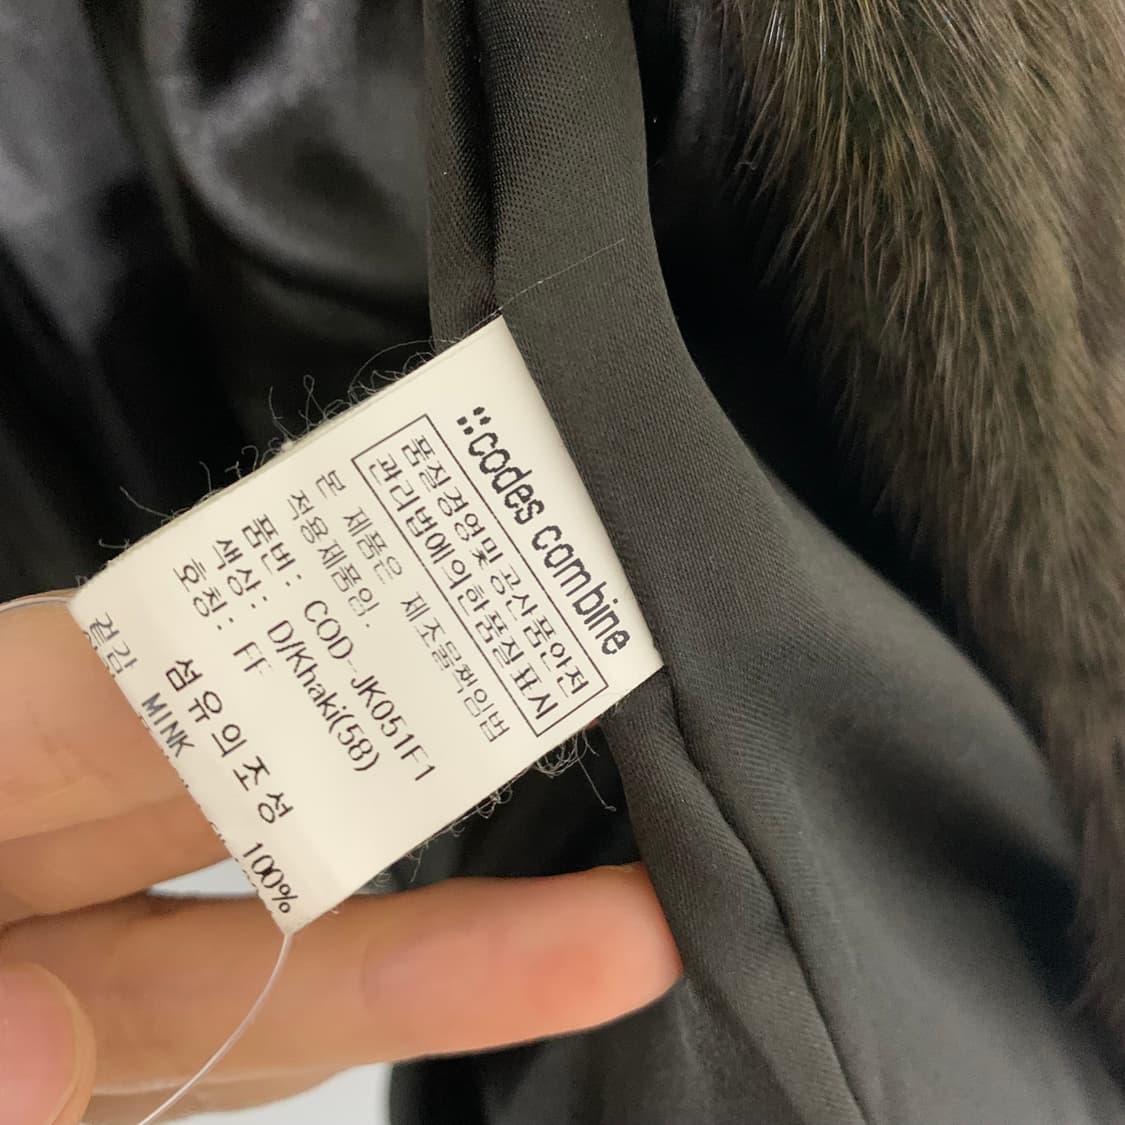 codes combine
품질경영및 공산품안전
관리법에의한품질표시
본 제품은 제조물책임법
적용제품임.
품번: COD-JK051F1
색상: D/Khaki(58)
호칭: FF
섬유의조성
겉감 MINK 100%